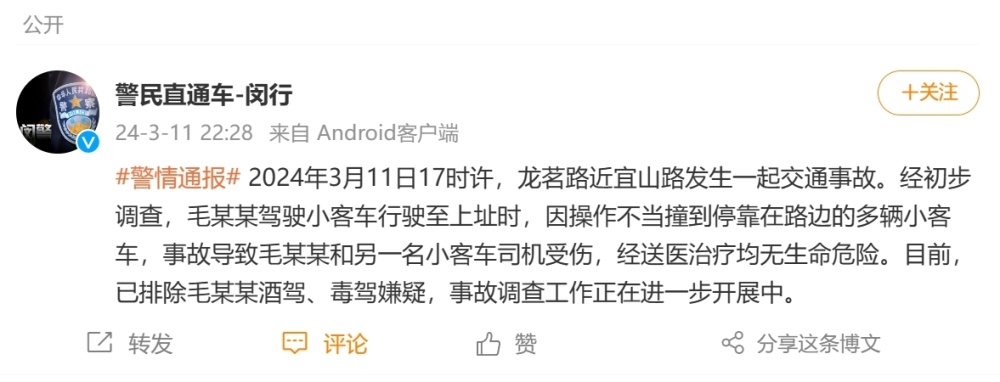 公开
警民直通车-闵行
+关注
24-3-11 22:28 来自 Android客户端
#警情通报# 2024年3月11日17时许，龙茗路近宜山路发生一起交通事故。经初步
调查，毛某某驾驶小客车行驶至上址时，因操作不当撞到停靠在路边的多辆小客
车，事故导致毛某某和另一名小客车司机受伤，经送医治疗均无生命危险。目前，
已排除毛某某酒驾、毒驾嫌疑，事故调查工作正在进一步开展中。
转发 评论 赞 分享这条博文